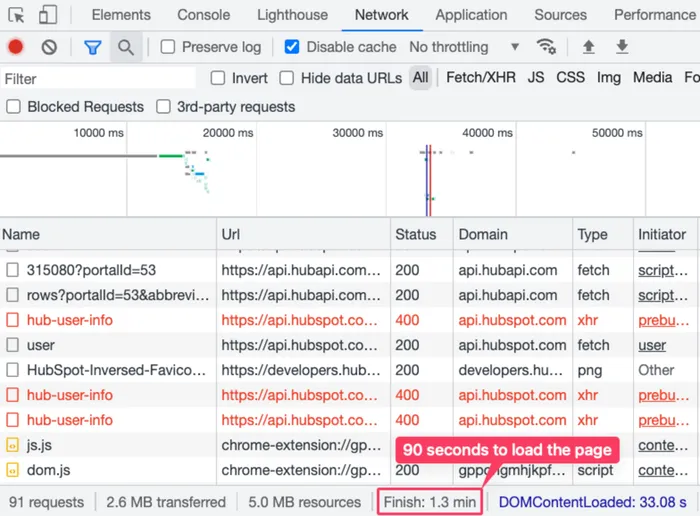 Elements Console Lighthouse Network Application Sources Performance
Preserve log Disable cache No throttling
Filter Invert Hide data URLs All Fetch/XHR JS CSS Img Media Fo
Blocked Requests 3rd-party requests
10000 ms 20000 ms 30000 ms 40000 ms 50000 ms
Name Url Status Domain Type Initiator
315080?portalId=53 https://api.hubapi.com... 200 api.hubapi.com fetch script...
rows?portalId=53&abbrevi... https://api.hubapi.com... 200 api.hubapi.com fetch script...
hub-user-info https://api.hubspot.co... 400 api.hubspot.com xhr prebu...
user https://api.hubspot.co... 200 api.hubspot.com fetch user
HubSpot-Inversed-Favico... https://developers.hub... 200 developers.hu... png Other
hub-user-info https://api.hubspot.co... 400 api.hubspot.com xhr prebu...
hub-user-info https://api.hubspot.co... 400 api.hubspot.com xhr prebu...
js.js chrome-extension://gp... conte...
90 seconds to load the page
dom.js chrome-extension://gp... 200 script conte...
91 requests 2.6 MB transferred 5.0 MB resources Finish: 1.3 min DOMContentLoaded: 33.08 s